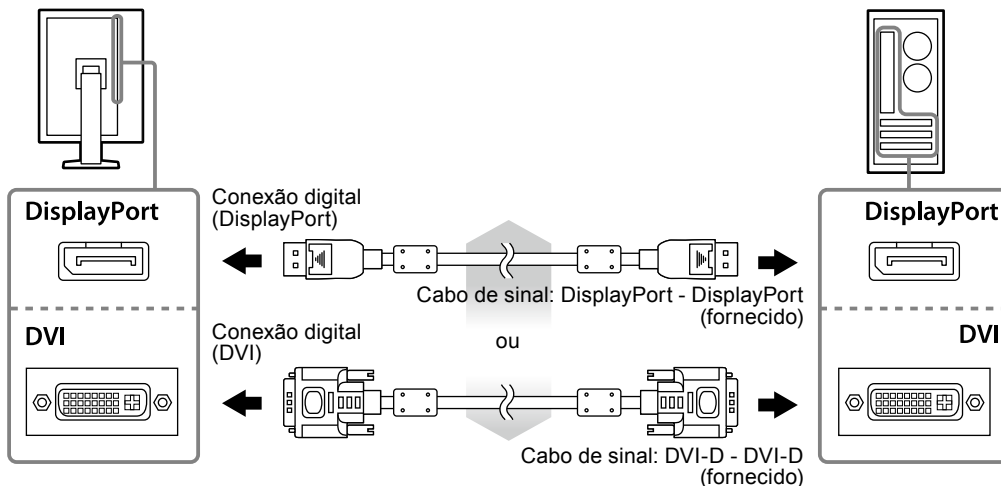 DisplayPort
Conexão digital
(DisplayPort)
DisplayPort
Cabo de sinal: DisplayPort - DisplayPort
(fornecido)
DVI
Conexão digital
(DVI)
ou
DVI
Cabo de sinal: DVI-D - DVI-D
(fornecido)